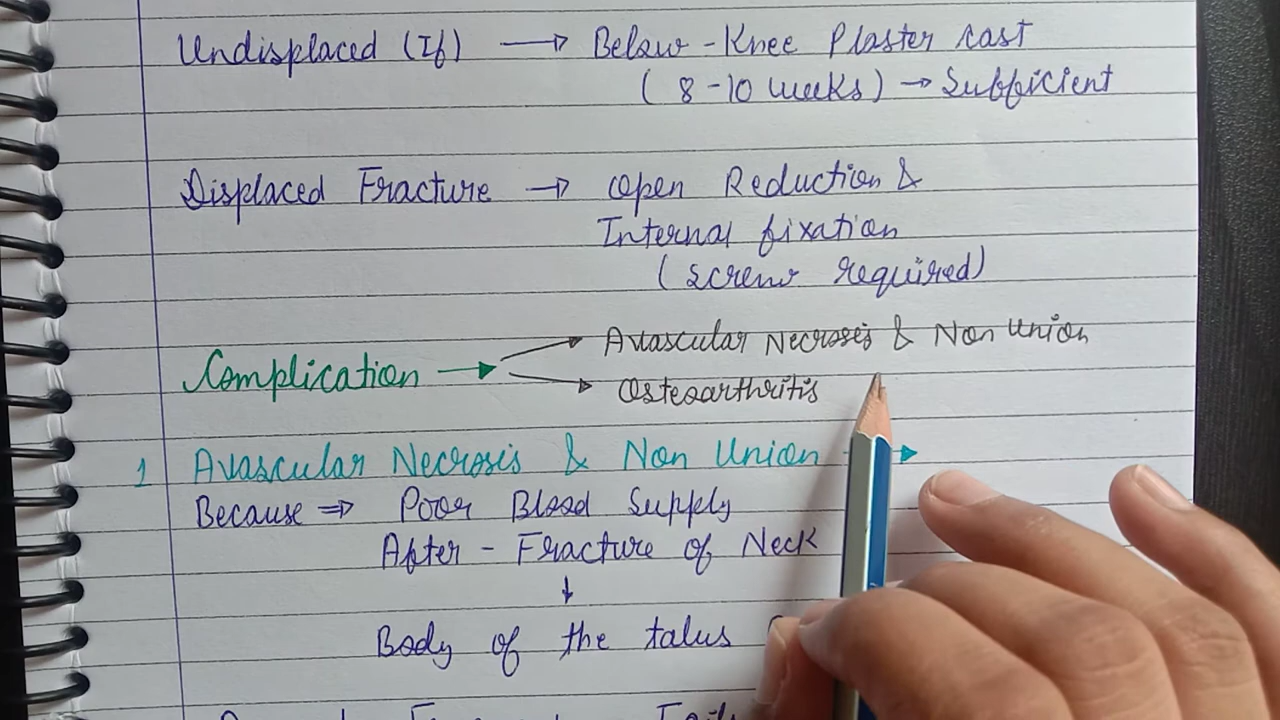 Undisplaced (If) → Below-Knee Plaster cast
(8-10 weeks) → Sufficient
Displaced Fracture → Open Reduction &
Internal fixation
(screw required)
Complication → Avascular Necrosis & Non Union
→ Osteoarthritis
1 Avascular Necrosis & Non Union →
Because ⇒ Poor Blood Supply
After - Fracture of Neck
↓
Body of the talus